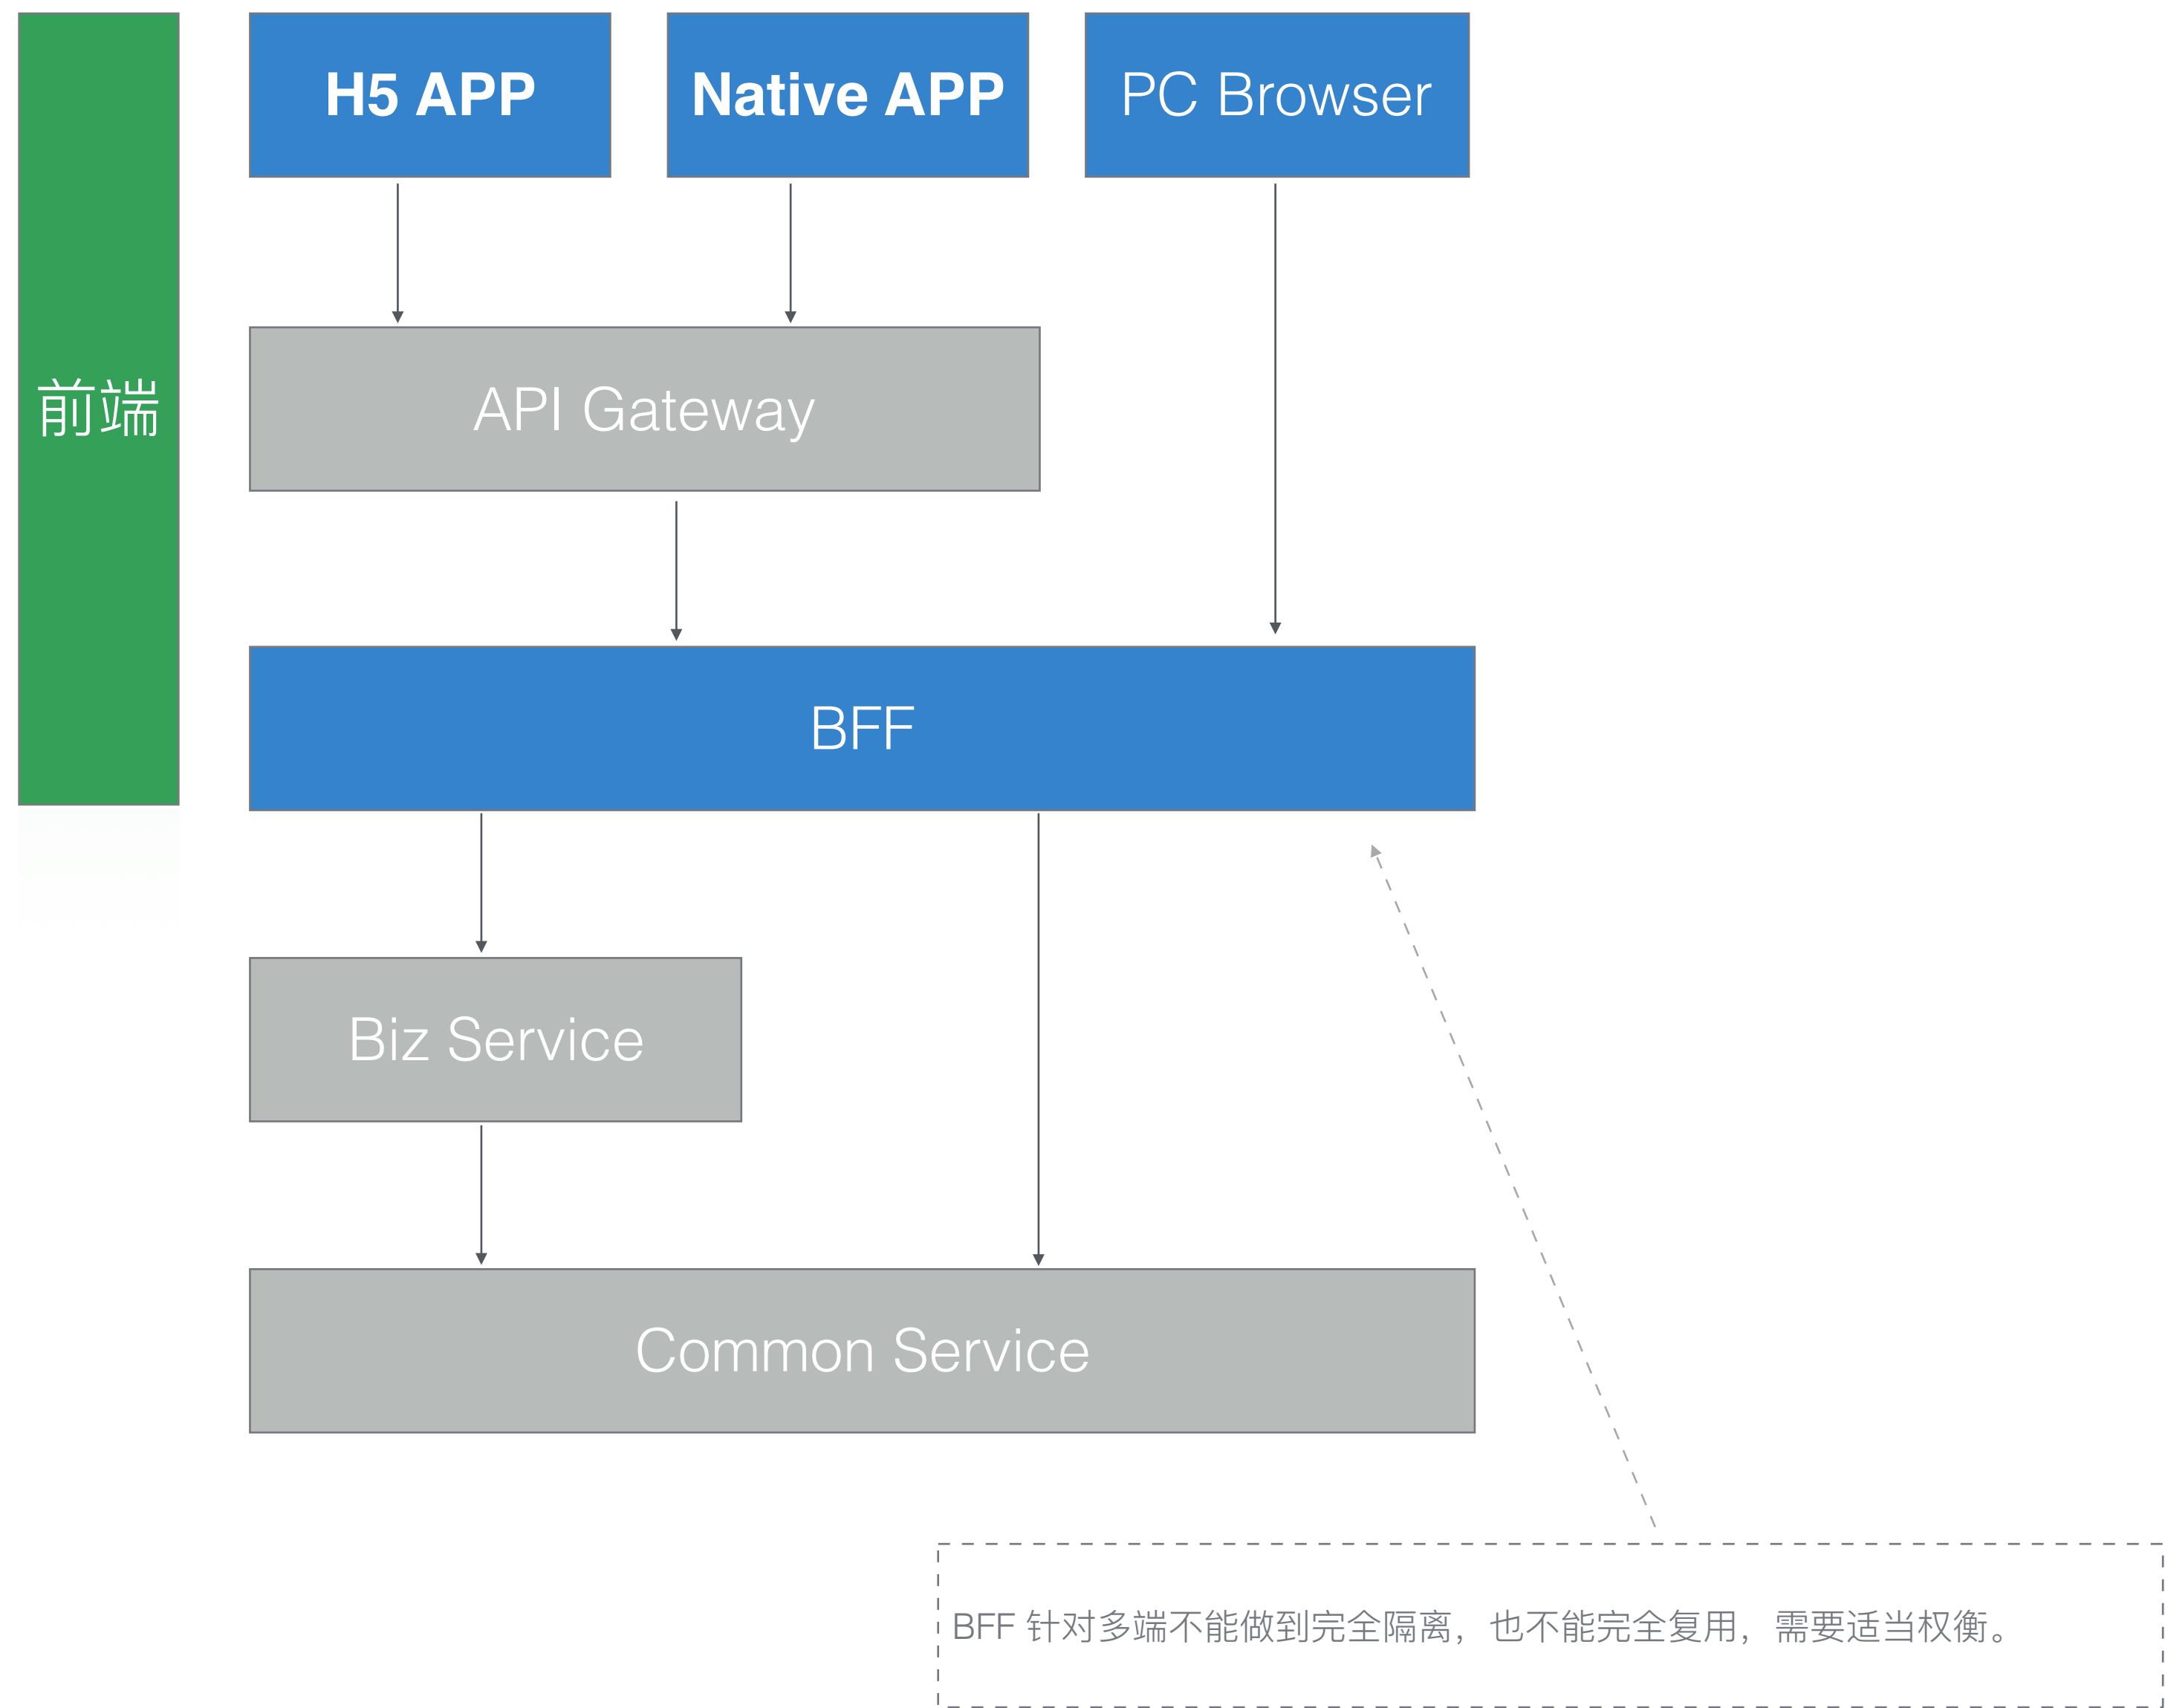 H5 APP
Native APP
PC Browser
前端
API Gateway
BFF
Biz Service
Common Service
BFF 针对多端不能做到完全隔离，也不能完全复用，需要适当权衡。